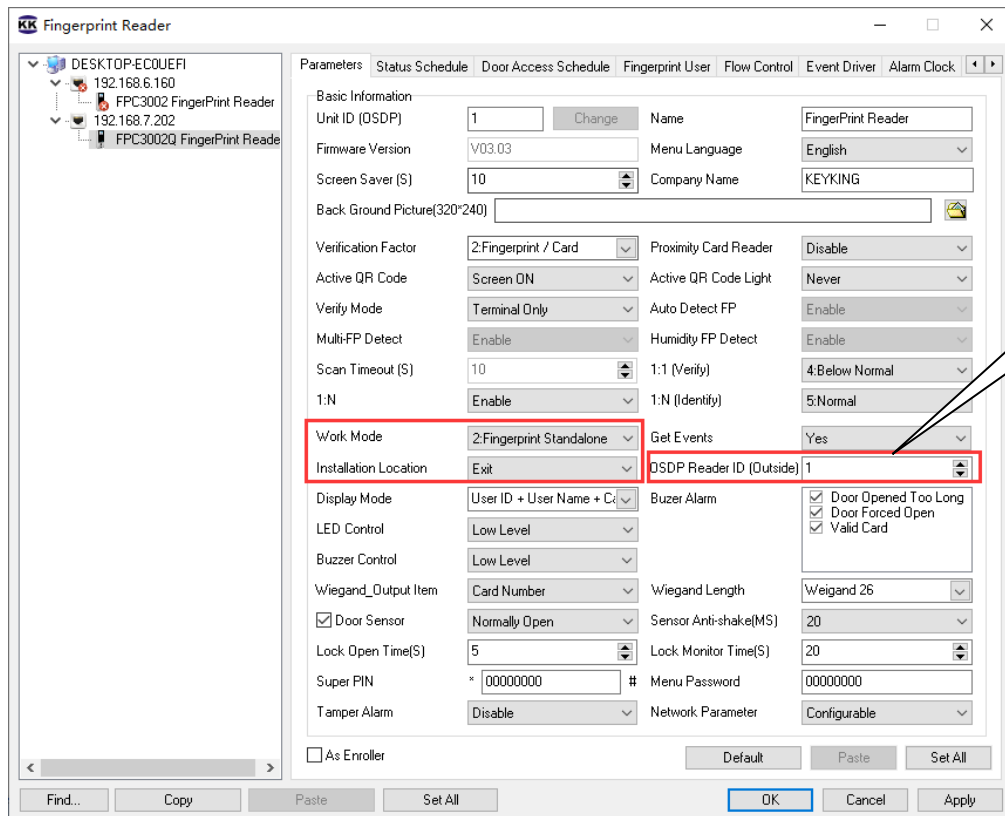 KK Fingerprint Reader
DESKTOP-EC0UEFI
192.168.6.160
FPC3002 FingerPrint Reader
192.168.7.202
FPC3002Q FingerPrint Reade
Parameters Status Schedule Door Access Schedule Fingerprint User Flow Control Event Driver Alarm Clock
Basic Information
Unit ID (OSDP) 1 Change Name FingerPrint Reader
Firmware Version V03.03 Menu Language English
Screen Saver (S) 10 Company Name KEYKING
Back Ground Picture(320*240)
Verification Factor 2:Fingerprint / Card Proximity Card Reader Disable
Active QR Code Screen ON Active QR Code Light Never
Verify Mode Terminal Only Auto Detect FP Enable
Multi-FP Detect Enable Humidity FP Detect Enable
Scan Timeout (S) 10 1:1 (Verify) 4:Below Normal
1:N Enable 1:N (Identify) 5:Normal
Work Mode 2:Fingerprint Standalone Get Events Yes
Installation Location Exit OSDP Reader ID (Outside) 1
Display Mode User ID + User Name + Ca Buzer Alarm Door Opened Too Long
Door Forced Open
LED Control Low Level Valid Card
Buzzer Control Low Level
Wiegand_Output Item Card Number Wiegand Length Weigand 26
Door Sensor Normally Open Sensor Anti-shake(MS) 20
Lock Open Time(S) 5 Lock Monitor Time(S) 20
Super PIN * 00000000 # Menu Password 00000000
Tamper Alarm Disable Network Parameter Configurable
As Enroller Default Paste Set All
Find... Copy Paste Set All OK Cancel Apply